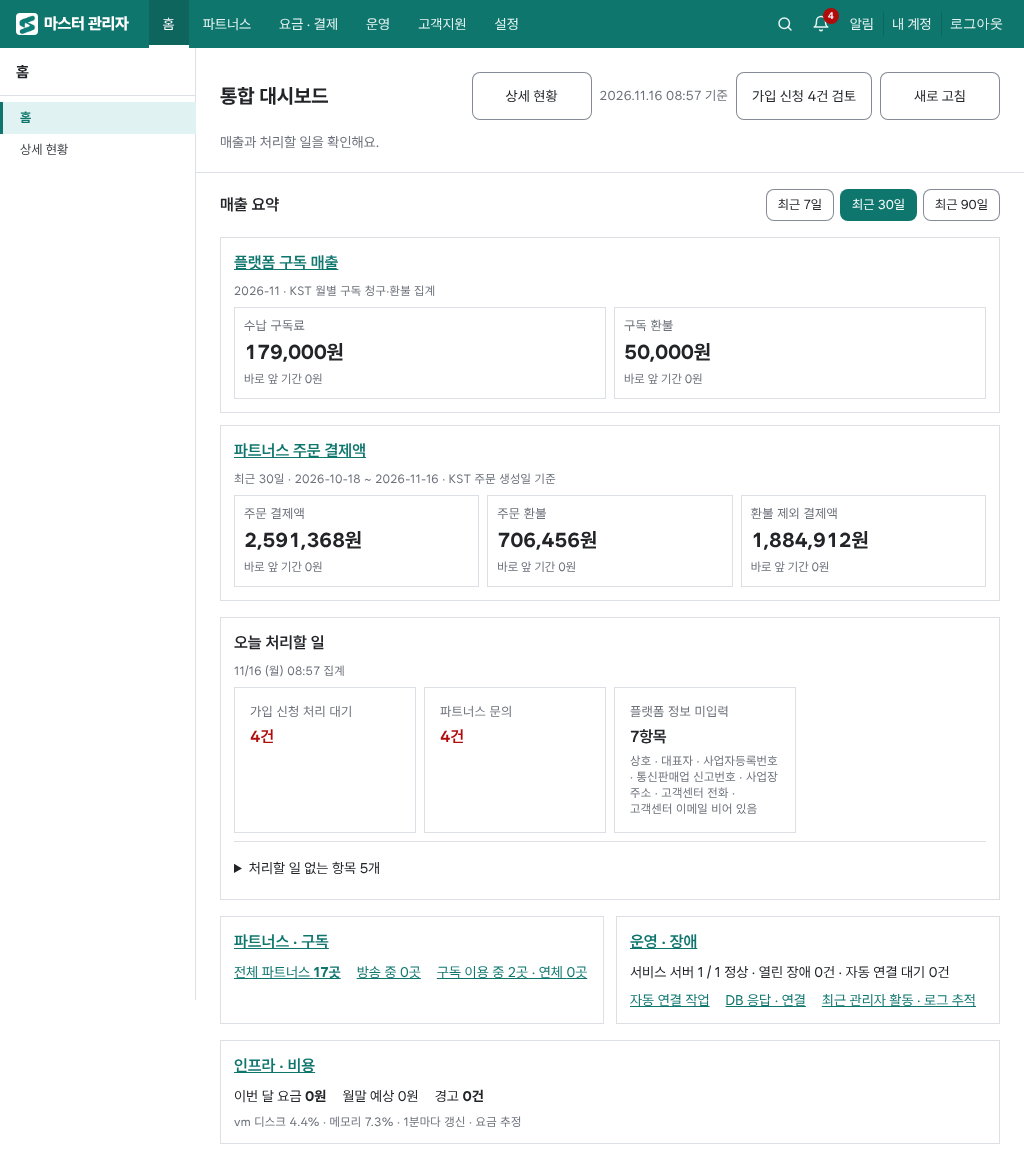 마스터 관리자
홈
파트너스
요금 · 결제
운영
고객지원
설정
4
알림
내 계정
로그아웃
홈
홈
상세 현황
통합 대시보드
상세 현황
2026.11.16 08:57 기준
가입 신청 4건 검토
새로 고침
매출과 처리할 일을 확인해요.
매출 요약
최근 7일
최근 30일
최근 90일
플랫폼 구독 매출
2026-11 · KST 월별 구독 청구·환불 집계
수납 구독료
179,000원
바로 앞 기간 0원
구독 환불
50,000원
바로 앞 기간 0원
파트너스 주문 결제액
최근 30일 · 2026-10-18 ~ 2026-11-16 · KST 주문 생성일 기준
주문 결제액
2,591,368원
바로 앞 기간 0원
주문 환불
706,456원
바로 앞 기간 0원
환불 제외 결제액
1,884,912원
바로 앞 기간 0원
오늘 처리할 일
11/16 (월) 08:57 집계
가입 신청 처리 대기
4건
파트너스 문의
4건
플랫폼 정보 미입력
7항목
상호 · 대표자 · 사업자등록번호
· 통신판매업 신고번호 · 사업장
주소 · 고객센터 전화 ·
고객센터 이메일 비어 있음
▶ 처리할 일 없는 항목 5개
파트너스 · 구독
전체 파트너스 17곳 방송 중 0곳 구독 이용 중 2곳 · 연체 0곳
운영 · 장애
서비스 서버 1 / 1 정상 · 열린 장애 0건 · 자동 연결 대기 0건
자동 연결 작업 DB 응답 · 연결 최근 관리자 활동 · 로그 추적
인프라 · 비용
이번 달 요금 0원 월말 예상 0원 경고 0건
vm 디스크 4.4% · 메모리 7.3% · 1분마다 갱신 · 요금 추정